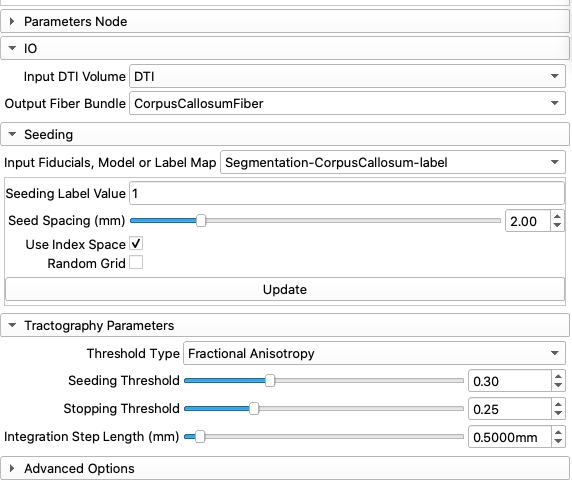 Parameters Node
IO
Input DTI Volume DTI
Output Fiber Bundle CorpusCallosumFiber
Seeding
Input Fiducials, Model or Label Map Segmentation-CorpusCallosum-label
Seeding Label Value 1
Seed Spacing (mm) 2.00
Use Index Space
Random Grid
Update
Tractography Parameters
Threshold Type Fractional Anisotropy
Seeding Threshold 0.30
Stopping Threshold 0.25
Integration Step Length (mm) 0.5000mm
Advanced Options